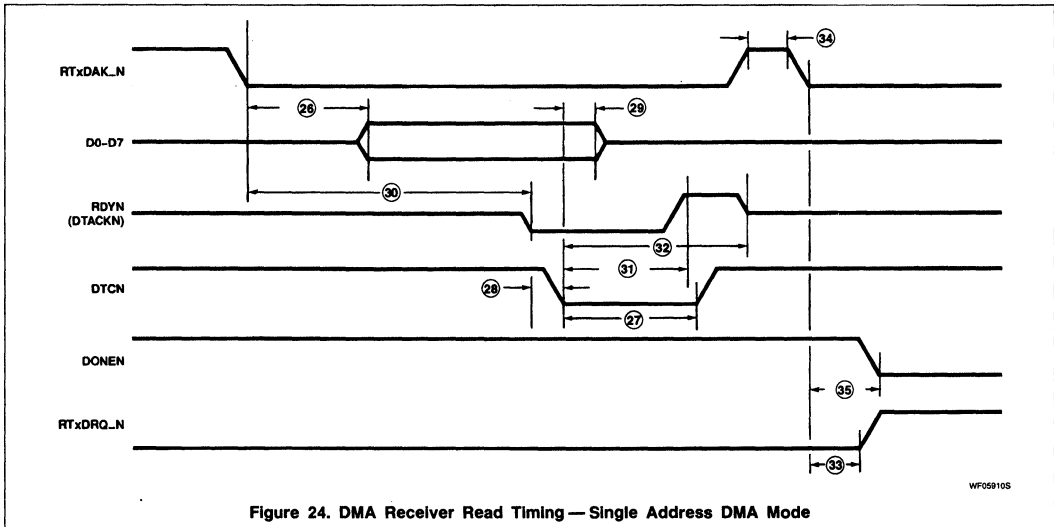 34
RTxDAK_N
26
29
D0-D7
30
RDYN
(DTACKN)
32
31
DTCN
28
27
DONEN
35
RTxDRQ_N
33
WF05910S
Figure 24. DMA Receiver Read Timing — Single Address DMA Mode